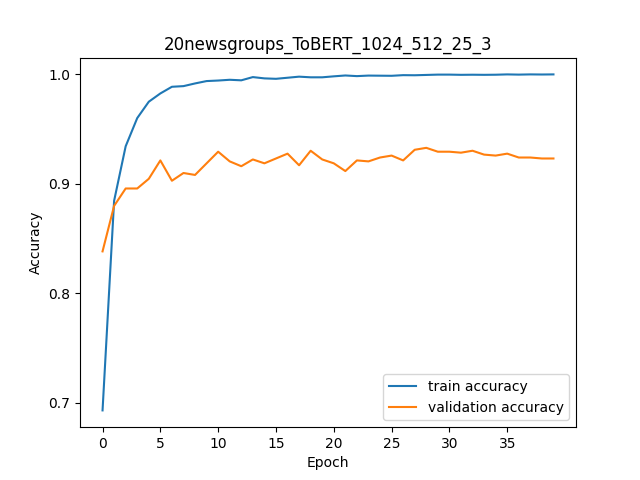 20newsgroups_ToBERT_1024_512_25_3
1.0
0.9
0.8
0.7
Accuracy
0 5 10 15 20 25 30 35
Epoch
train accuracy
validation accuracy